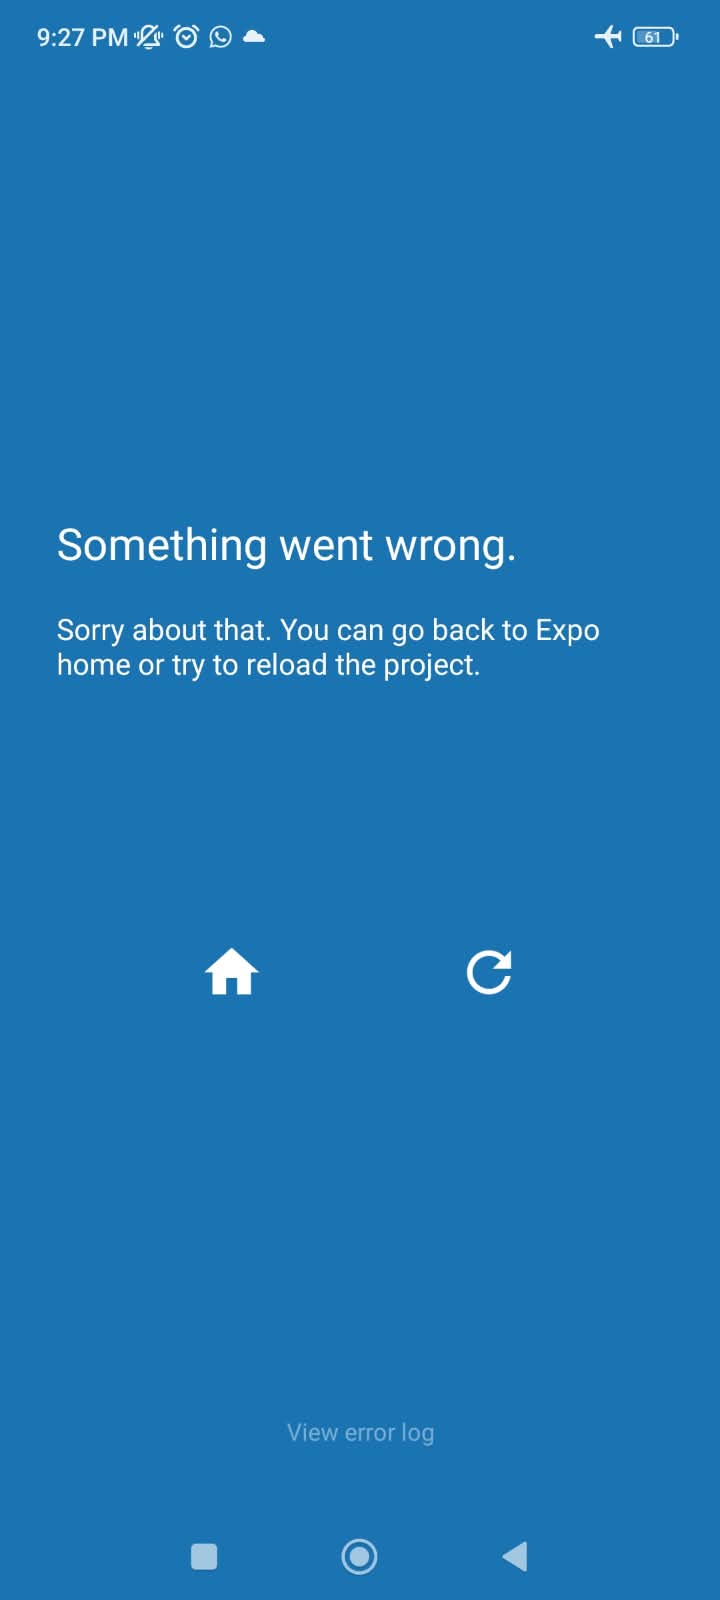 9:27 PM
61
Something went wrong.
Sorry about that. You can go back to Expo
home or try to reload the project.
View error log